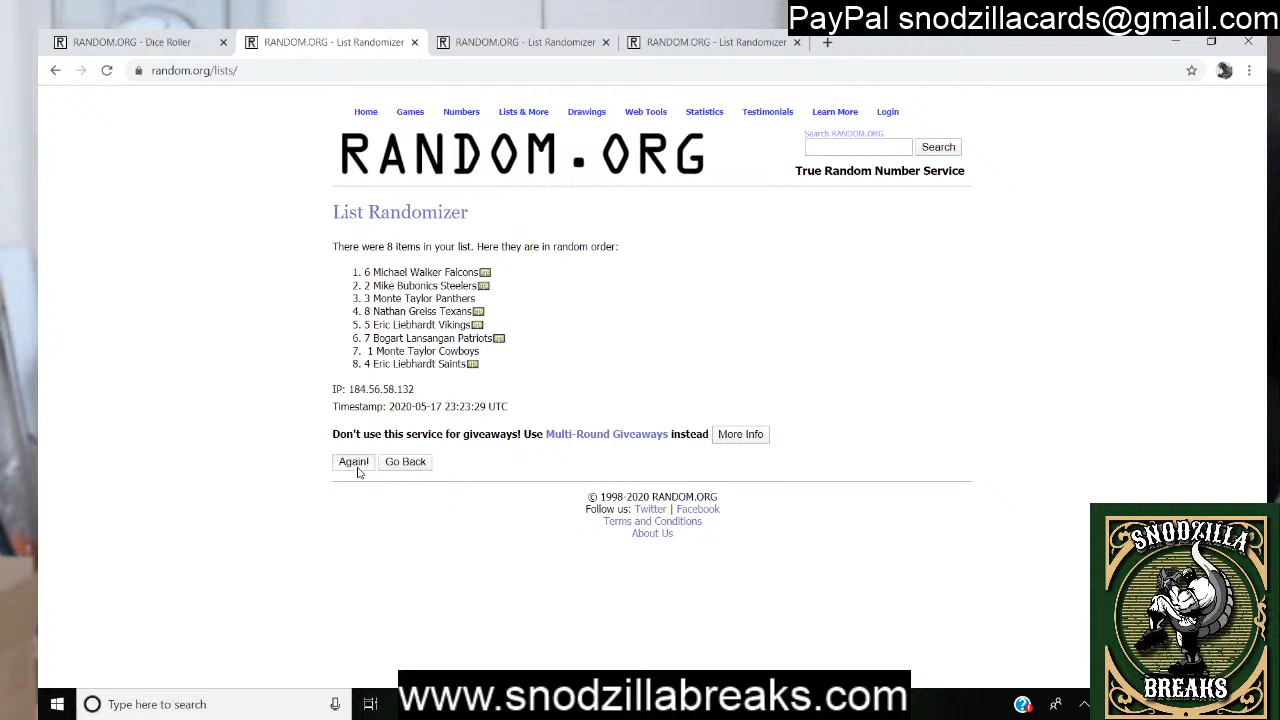 PayPal snodzillacards@gmail.com
RANDOM.ORG - Dice Roller
RANDOM.ORG - List Randomizer
RANDOM.ORG - List Randomizer
RANDOM.ORG - List Randomizer
random.org/lists/
Home Games Numbers Lists & More Drawings Web Tools Statistics Testimonials Learn More Login
RANDOM.ORG
Search RANDOM.ORG
Search
True Random Number Service
List Randomizer
There were 8 items in your list. Here they are in random order:
1. 6 Michael Walker Falcons
2. 2 Mike Bubonics Steelers
3. 3 Monte Taylor Panthers
4. 8 Nathan Greiss Texans
5. 5 Eric Liebhardt Vikings
6. 7 Bogart Lansangan Patriots
7. 1 Monte Taylor Cowboys
8. 4 Eric Liebhardt Saints
IP: 184.56.58.132
Timestamp: 2020-05-17 23:23:29 UTC
Don't use this service for giveaways! Use Multi-Round Giveaways instead More Info
Again! Go Back
© 1998-2020 RANDOM.ORG
Follow us: Twitter | Facebook
Terms and Conditions
About Us
SNODZILLA
BREAKS
Type here to search
www.snodzillabreaks.com